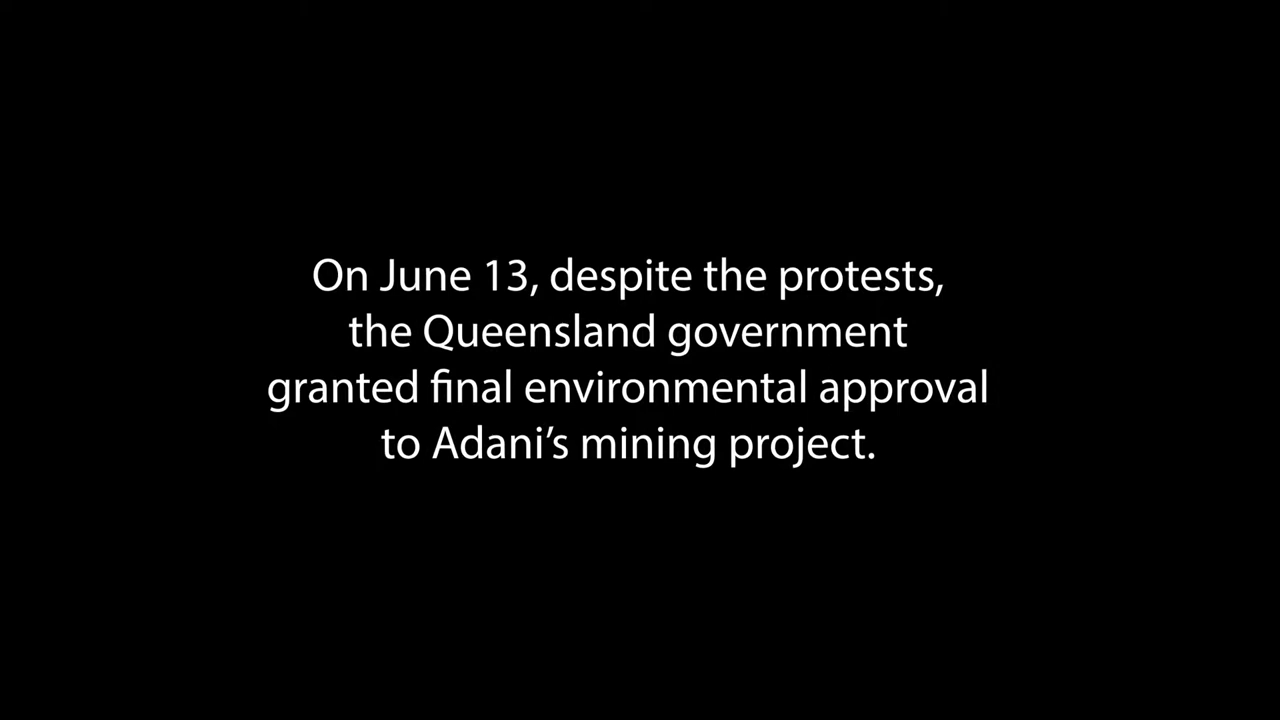 On June 13, despite the protests,
the Queensland government
granted final environmental approval
to Adani’s mining project.